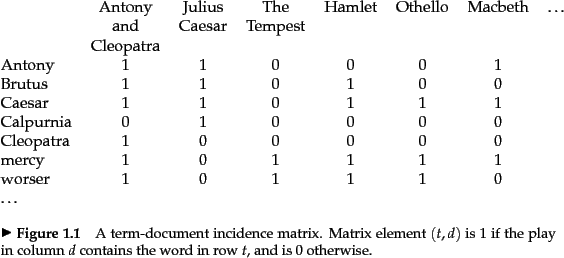 Antony Julius The Hamlet Othello Macbeth …
and Caesar Tempest
Cleopatra
Antony 1 1 0 0 0 1
Brutus 1 1 0 1 0 0
Caesar 1 1 0 1 1 1
Calpurnia 0 1 0 0 0 0
Cleopatra 1 0 0 0 0 0
mercy 1 0 1 1 1 1
worser 1 0 1 1 1 0
…
▶ Figure 1.1 A term-document incidence matrix. Matrix element (t, d) is 1 if the play
in column d contains the word in row t, and is 0 otherwise.